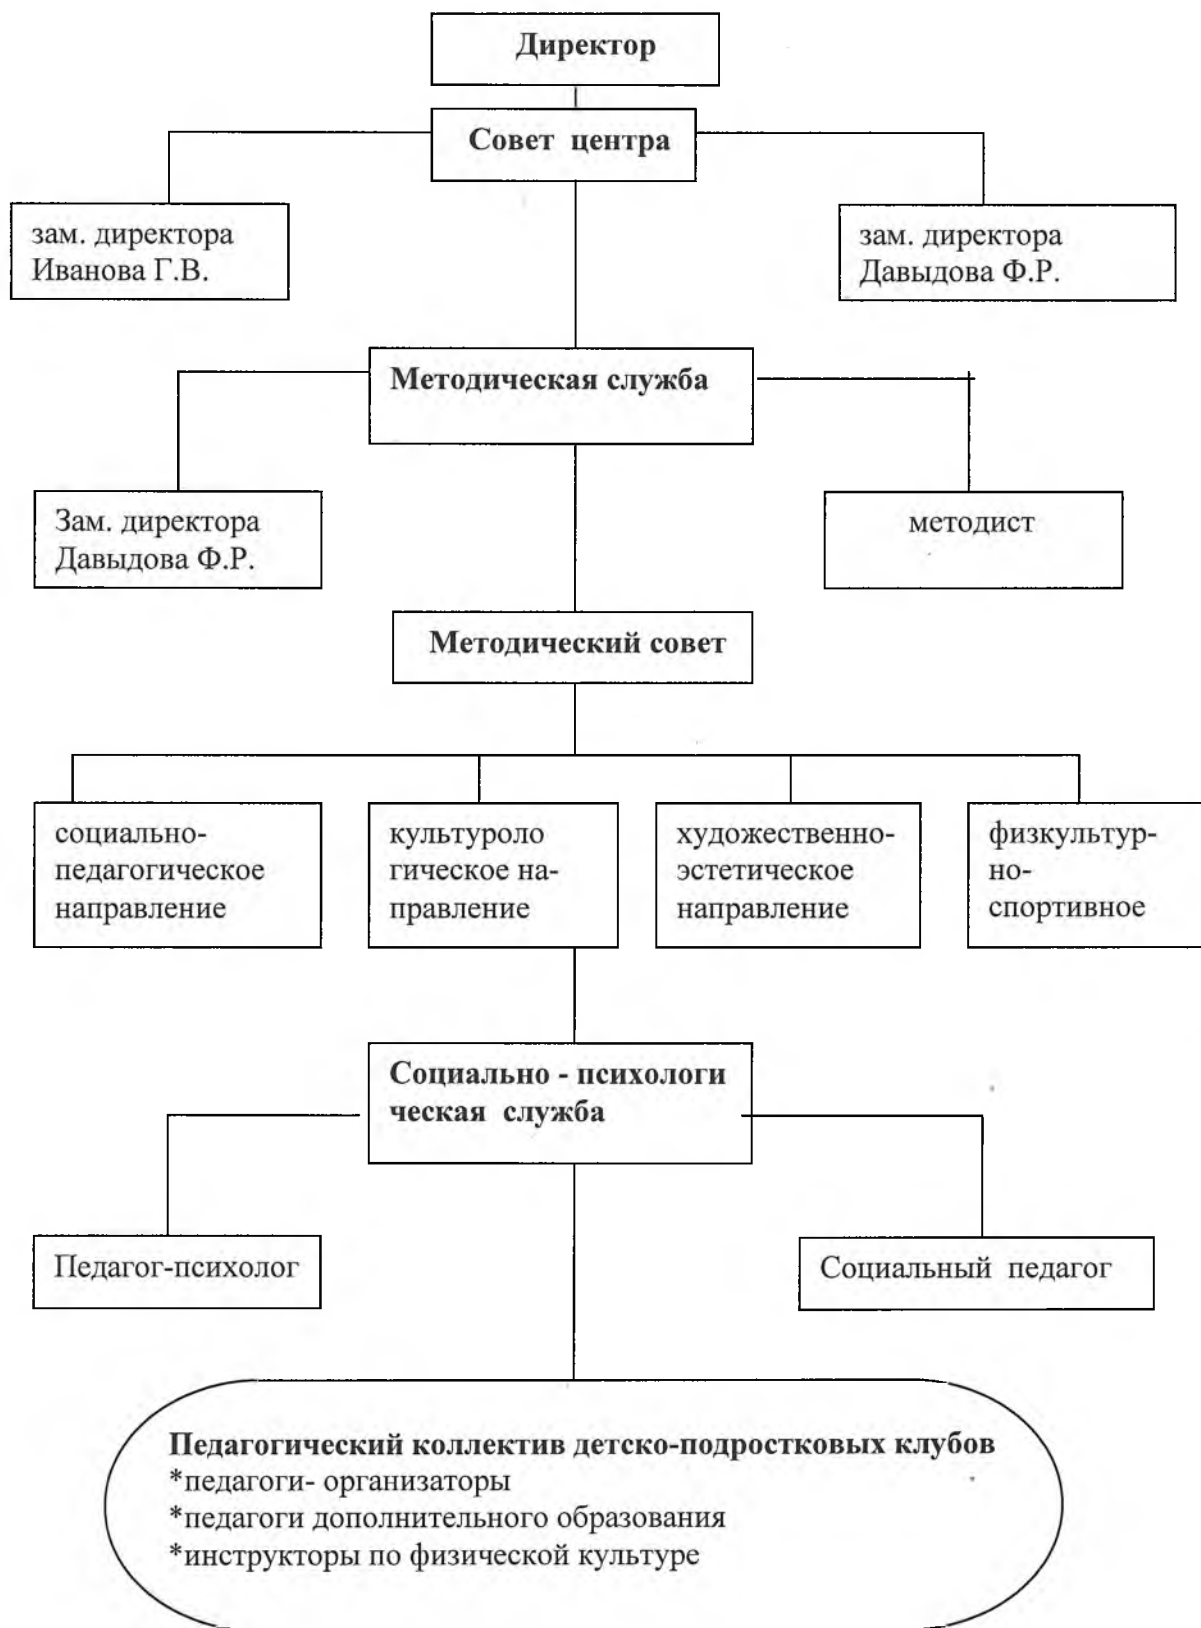 Директор
Совет центра
зам. директора
Иванова Г.В.
зам. директора
Давыдова Ф.Р.
Методическая служба
Зам. директора
Давыдова Ф.Р.
методист
Методический совет
социально-
педагогическое
направление
культуроло
гическое на-
правление
художественно-
эстетическое
направление
физкультур-
но-
спортивное
Социально - психологи
ческая служба
Педагог-психолог
Социальный педагог
Педагогический коллектив детско-подростковых клубов
*педагоги- организаторы
*педагоги дополнительного образования
*инструкторы по физической культуре